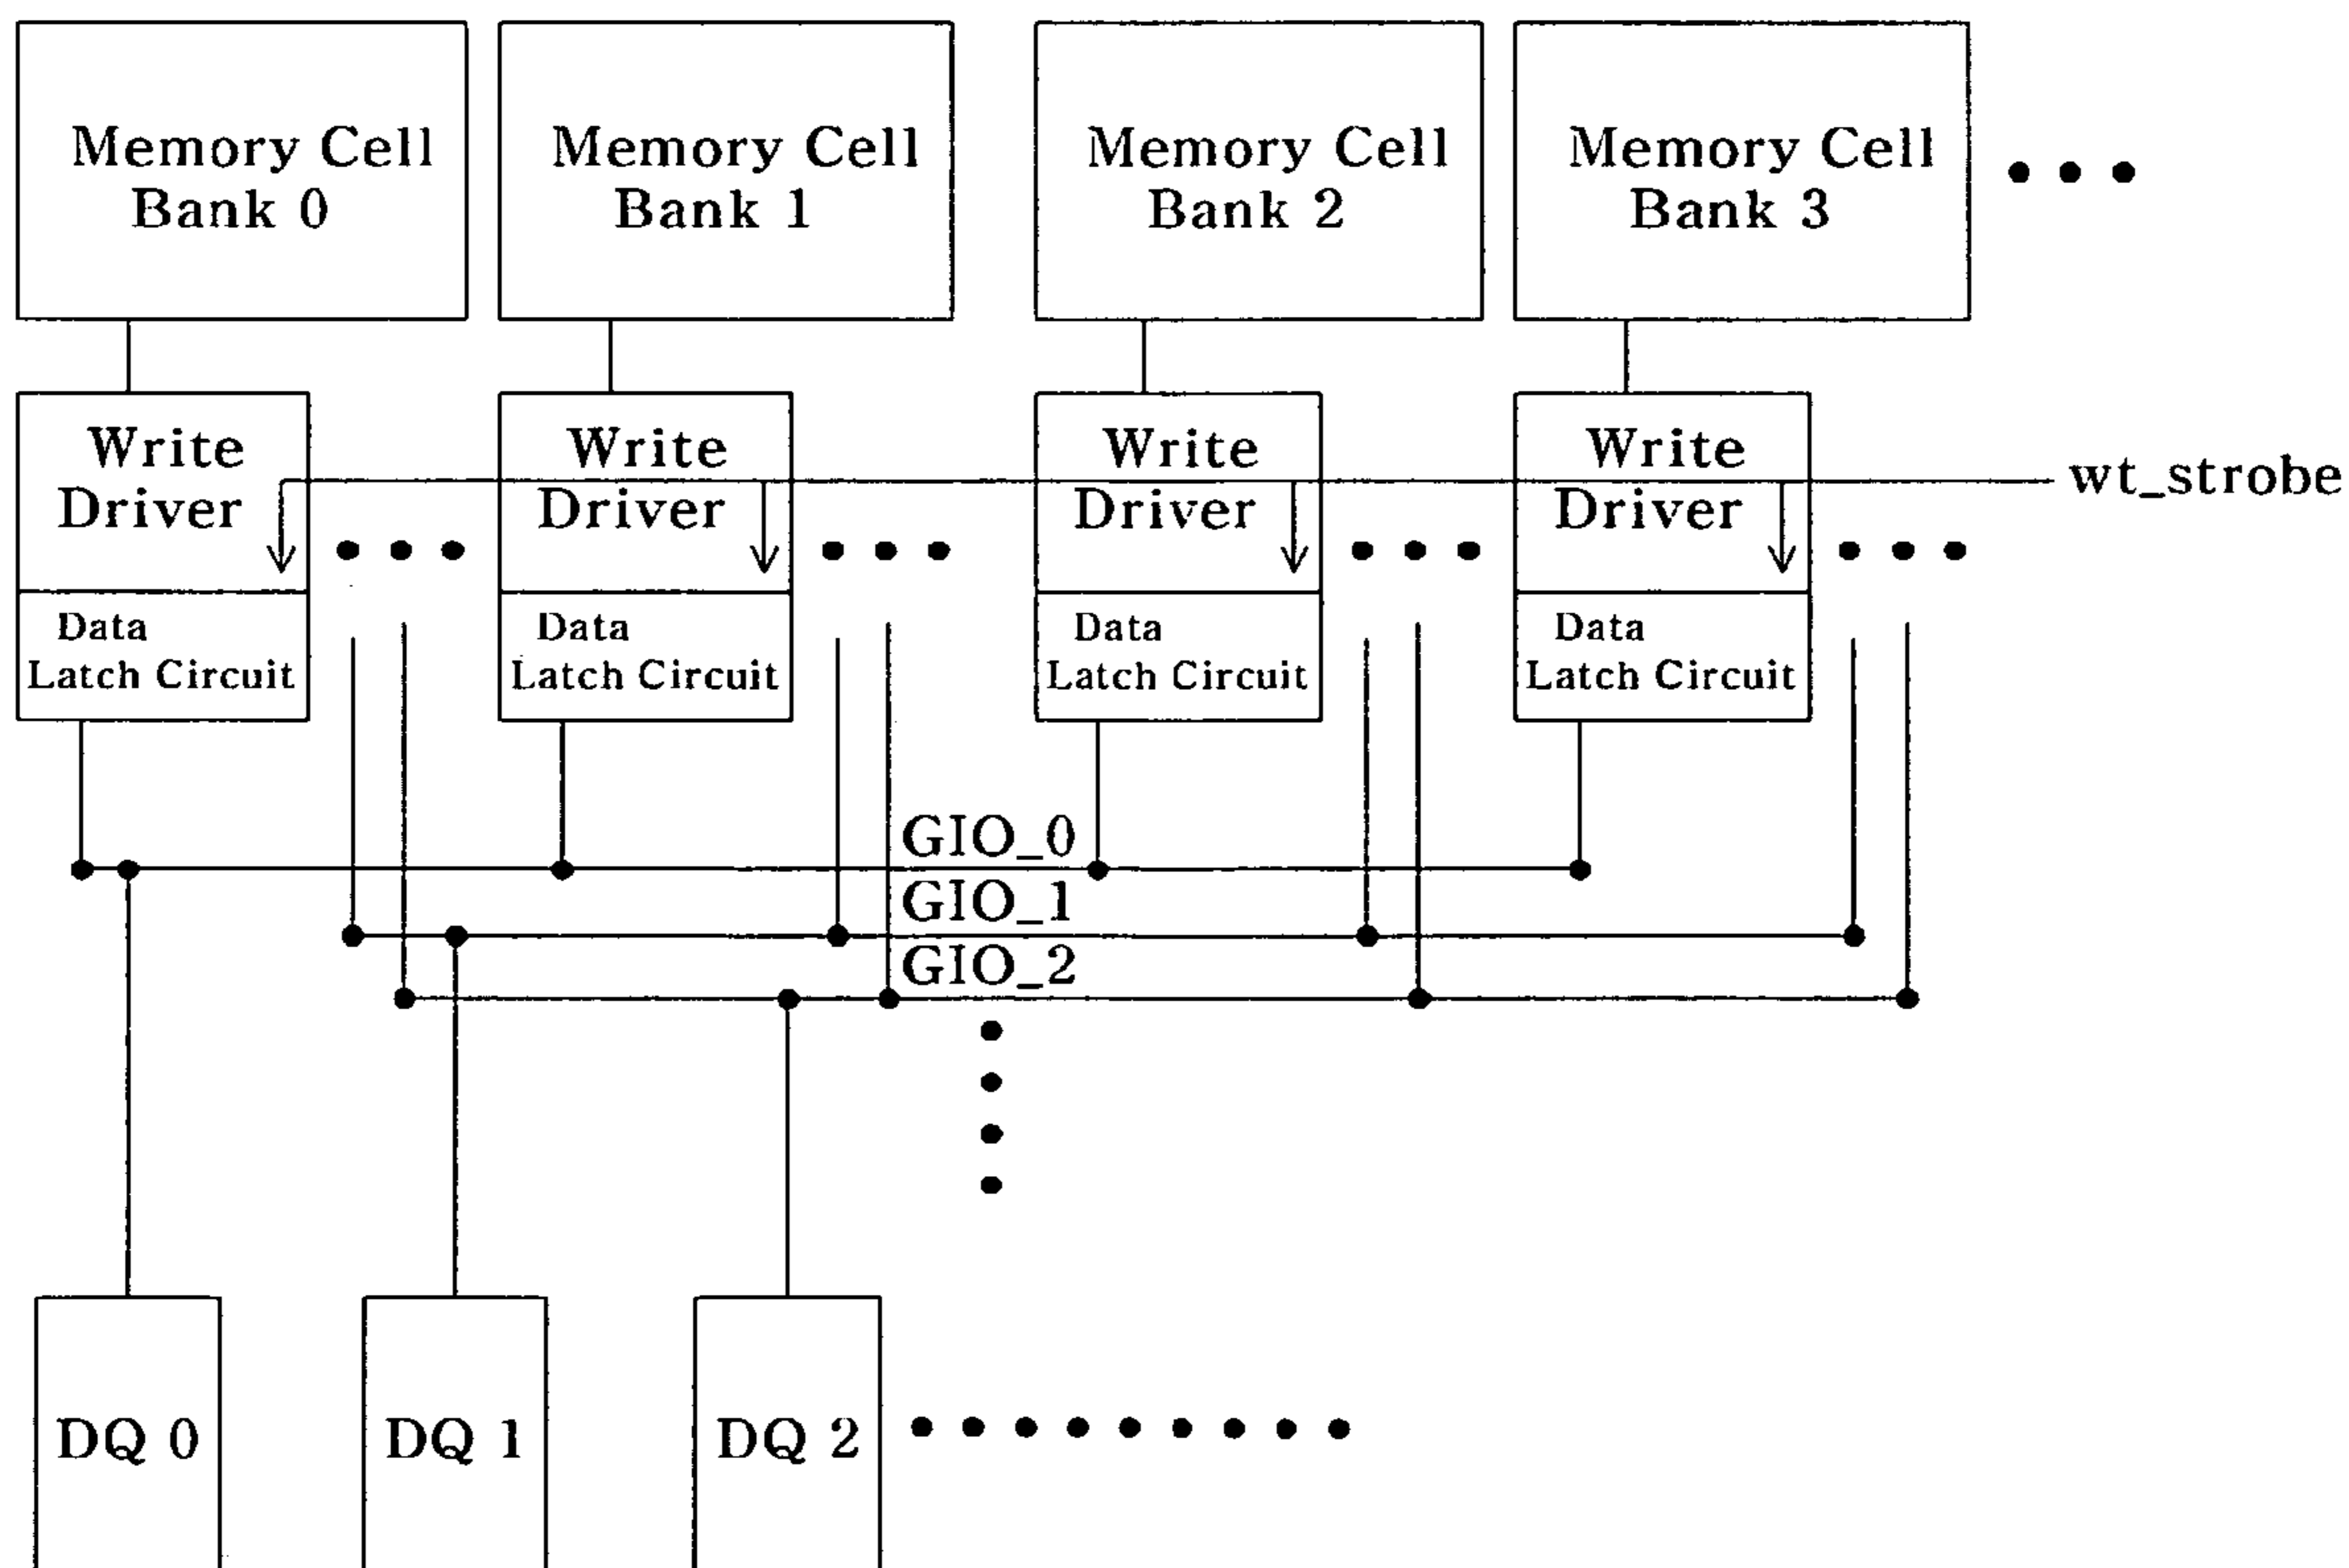 Memory Cell
Bank 0
Memory Cell
Bank 1
Memory Cell
Bank 2
Memory Cell
Bank 3
Write
Driver
Write
Driver
Write
Driver
Write
Driver
wt_strobe
Data
Latch Circuit
Data
Latch Circuit
Data
Latch Circuit
Data
Latch Circuit
GIO_0
GIO_1
GIO_2
DQ 0
DQ 1
DQ 2